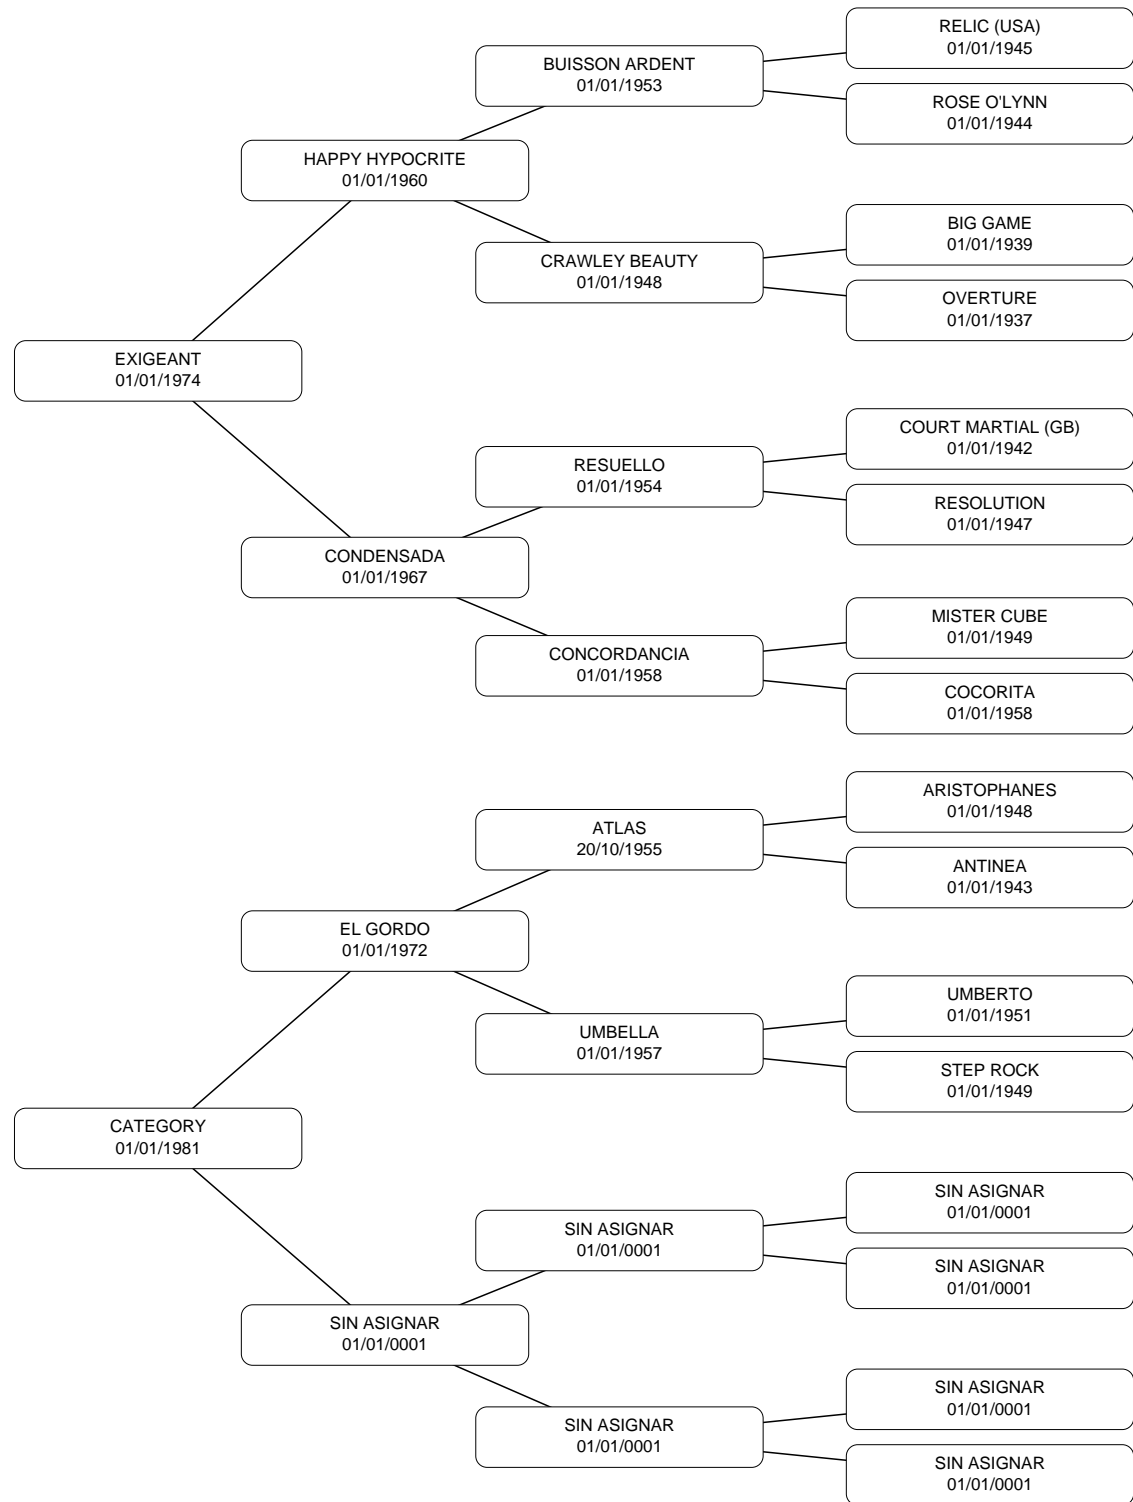 RELIC (USA)
01/01/1945
BUISSON ARDENT
01/01/1953
ROSE O'LYNN
01/01/1944
HAPPY HYPOCRITE
01/01/1960
BIG GAME
01/01/1939
CRAWLEY BEAUTY
01/01/1948
OVERTURE
01/01/1937
EXIGEANT
01/01/1974
COURT MARTIAL (GB)
01/01/1942
RESUELLO
01/01/1954
RESOLUTION
01/01/1947
CONDENSADA
01/01/1967
MISTER CUBE
01/01/1949
CONCORDANCIA
01/01/1958
COCORITA
01/01/1958
ARISTOPHANES
01/01/1948
ATLAS
20/10/1955
ANTINEA
01/01/1943
EL GORDO
01/01/1972
UMBERTO
01/01/1951
UMBELLA
01/01/1957
STEP ROCK
01/01/1949
CATEGORY
01/01/1981
SIN ASIGNAR
01/01/0001
SIN ASIGNAR
01/01/0001
SIN ASIGNAR
01/01/0001
SIN ASIGNAR
01/01/0001
SIN ASIGNAR
01/01/0001
SIN ASIGNAR
01/01/0001
SIN ASIGNAR
01/01/0001